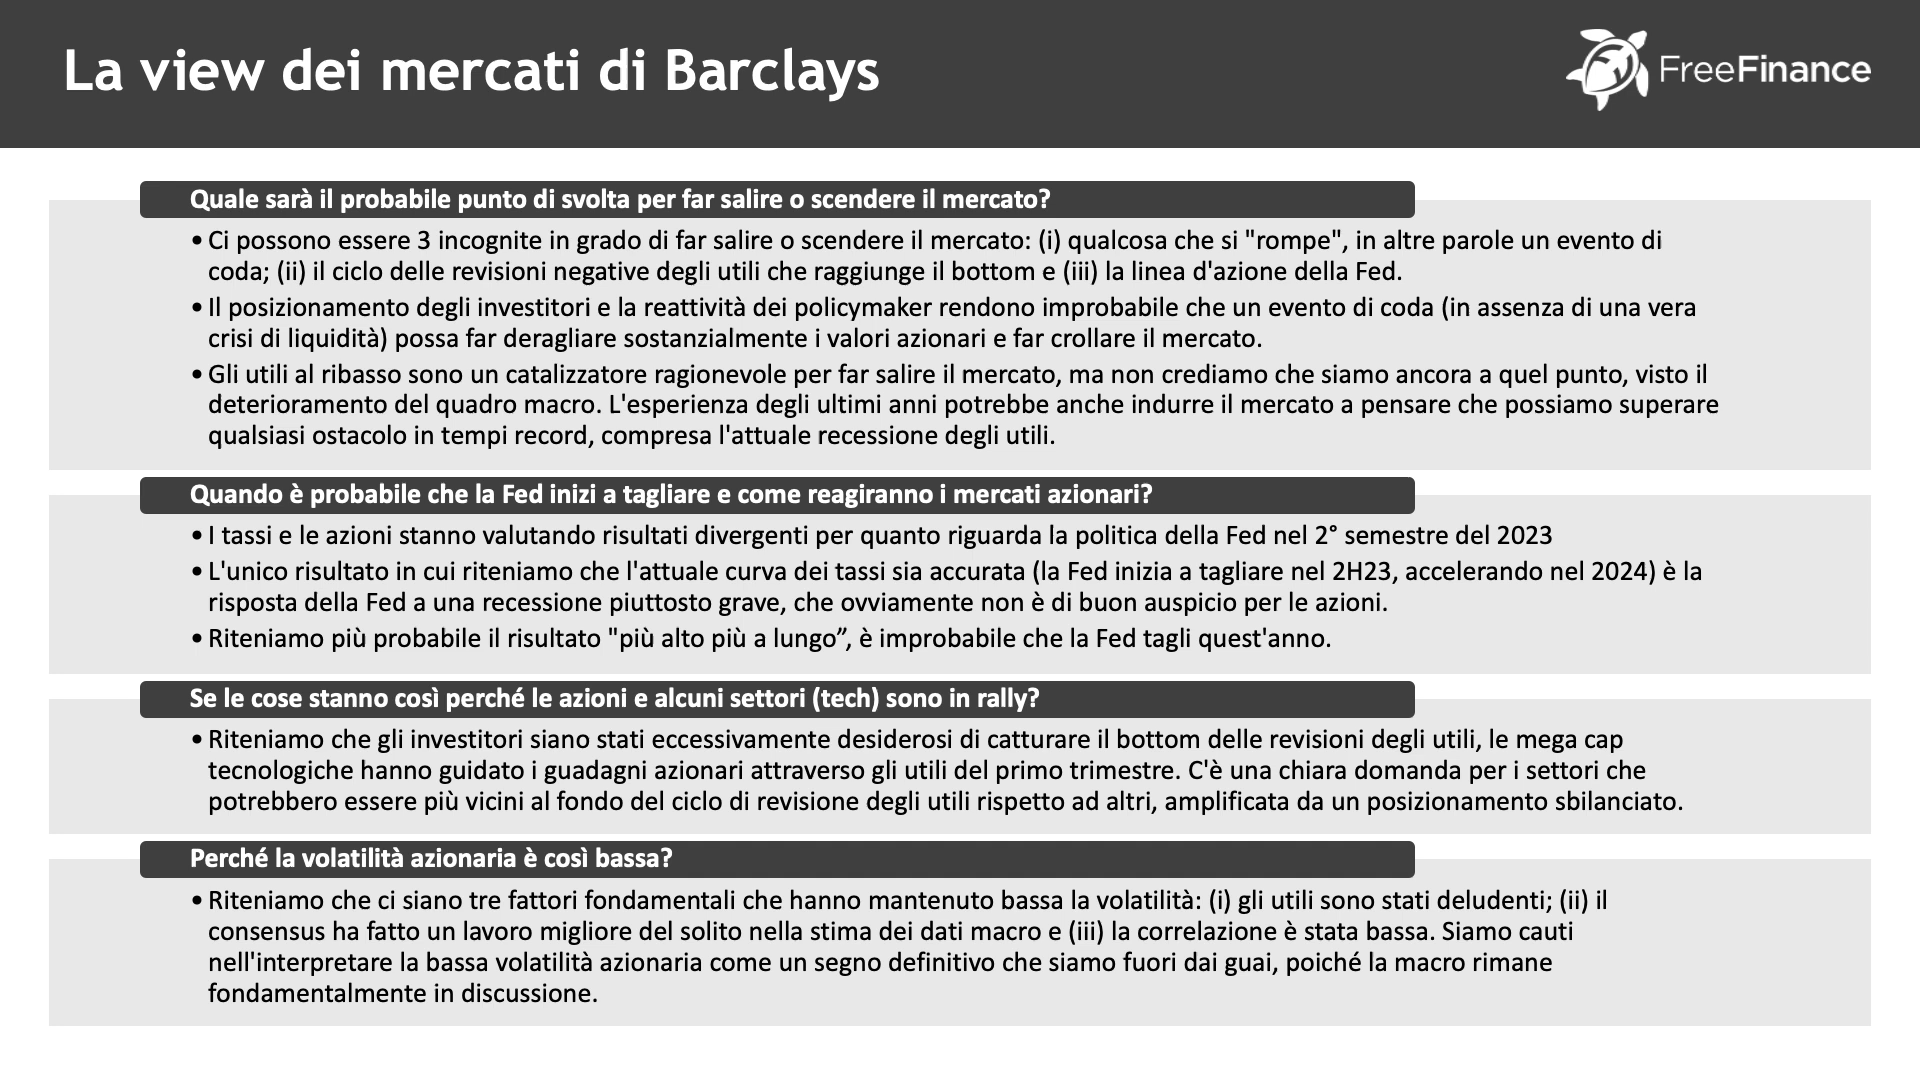 La view dei mercati di Barclays
FreeFinance
Quale sarà il probabile punto di svolta per far salire o scendere il mercato?
• Ci possono essere 3 incognite in grado di far salire o scendere il mercato: (i) qualcosa che si "rompe", in altre parole un evento di
coda; (ii) il ciclo delle revisioni negative degli utili che raggiunge il bottom e (iii) la linea d'azione della Fed.
• Il posizionamento degli investitori e la reattività dei policymaker rendono improbabile che un evento di coda (in assenza di una vera
crisi di liquidità) possa far deragliare sostanzialmente i valori azionari e far crollare il mercato.
• Gli utili al ribasso sono un catalizzatore ragionevole per far salire il mercato, ma non crediamo che siamo ancora a quel punto, visto il
deterioramento del quadro macro. L'esperienza degli ultimi anni potrebbe anche indurre il mercato a pensare che possiamo superare
qualsiasi ostacolo in tempi record, compresa l'attuale recessione degli utili.
Quando è probabile che la Fed inizi a tagliare e come reagiranno i mercati azionari?
• I tassi e le azioni stanno valutando risultati divergenti per quanto riguarda la politica della Fed nel 2° semestre del 2023
• L'unico risultato in cui riteniamo che l'attuale curva dei tassi sia accurata (la Fed inizia a tagliare nel 2H23, accelerando nel 2024) è la
risposta della Fed a una recessione piuttosto grave, che ovviamente non è di buon auspicio per le azioni.
• Riteniamo più probabile il risultato "più alto più a lungo”, è improbabile che la Fed tagli quest'anno.
Se le cose stanno così perché le azioni e alcuni settori (tech) sono in rally?
• Riteniamo che gli investitori siano stati eccessivamente desiderosi di catturare il bottom delle revisioni degli utili, le mega cap
tecnologiche hanno guidato i guadagni azionari attraverso gli utili del primo trimestre. C'è una chiara domanda per i settori che
potrebbero essere più vicini al fondo del ciclo di revisione degli utili rispetto ad altri, amplificata da un posizionamento sbilanciato.
Perché la volatilità azionaria è così bassa?
• Riteniamo che ci siano tre fattori fondamentali che hanno mantenuto bassa la volatilità: (i) gli utili sono stati deludenti; (ii) il
consensus ha fatto un lavoro migliore del solito nella stima dei dati macro e (iii) la correlazione è stata bassa. Siamo cauti
nell'interpretare la bassa volatilità azionaria come un segno definitivo che siamo fuori dai guai, poiché la macro rimane
fondamentalmente in discussione.